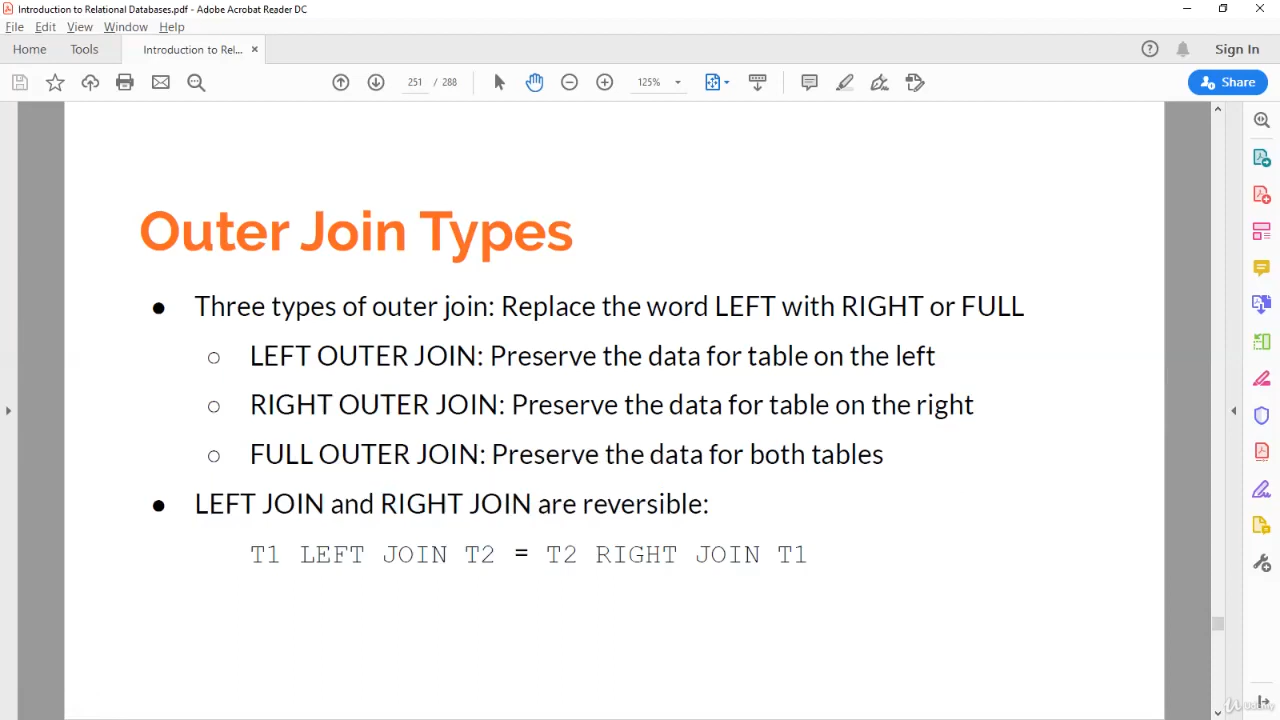 Introduction to Relational Databases.pdf - Adobe Acrobat Reader DC
File Edit View Window Help
Home Tools Introduction to Rel... × Sign In
251 / 288 125% Share
Outer Join Types
● Three types of outer join: Replace the word LEFT with RIGHT or FULL
○ LEFT OUTER JOIN: Preserve the data for table on the left
○ RIGHT OUTER JOIN: Preserve the data for table on the right
○ FULL OUTER JOIN: Preserve the data for both tables
● LEFT JOIN and RIGHT JOIN are reversible:
T1 LEFT JOIN T2 = T2 RIGHT JOIN T1
Udemy